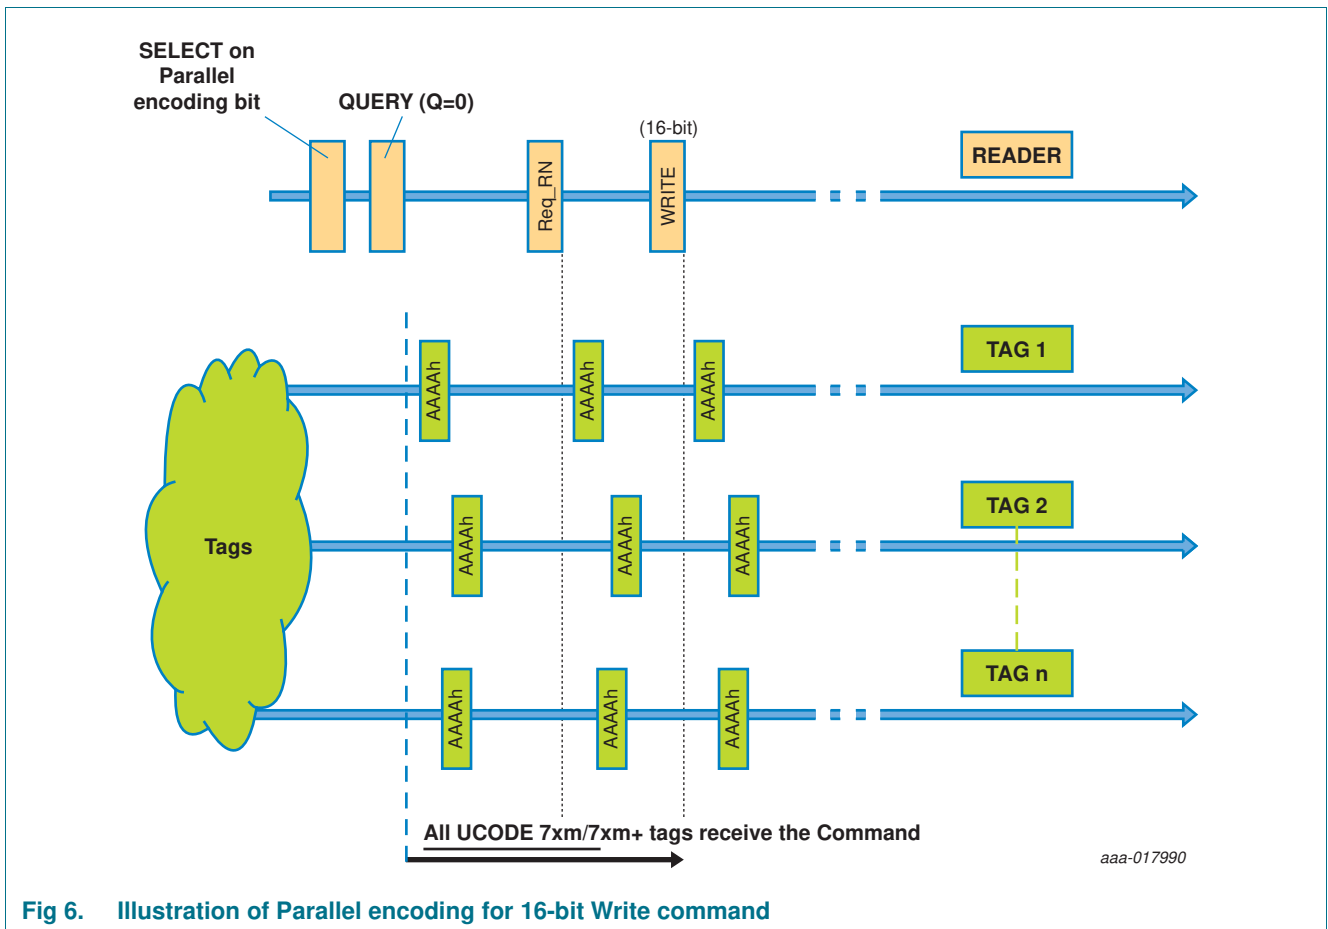 SELECT on
Parallel
encoding bit
QUERY (Q=0)
(16-bit)
Req_RN
WRITE
READER
TAG 1
AAAAh
AAAAh
AAAAh
TAG 2
AAAAh
AAAAh
AAAAh
Tags
TAG n
AAAAh
AAAAh
AAAAh
All UCODE 7xm/7xm+ tags receive the Command
aaa-017990
Fig 6. Illustration of Parallel encoding for 16-bit Write command